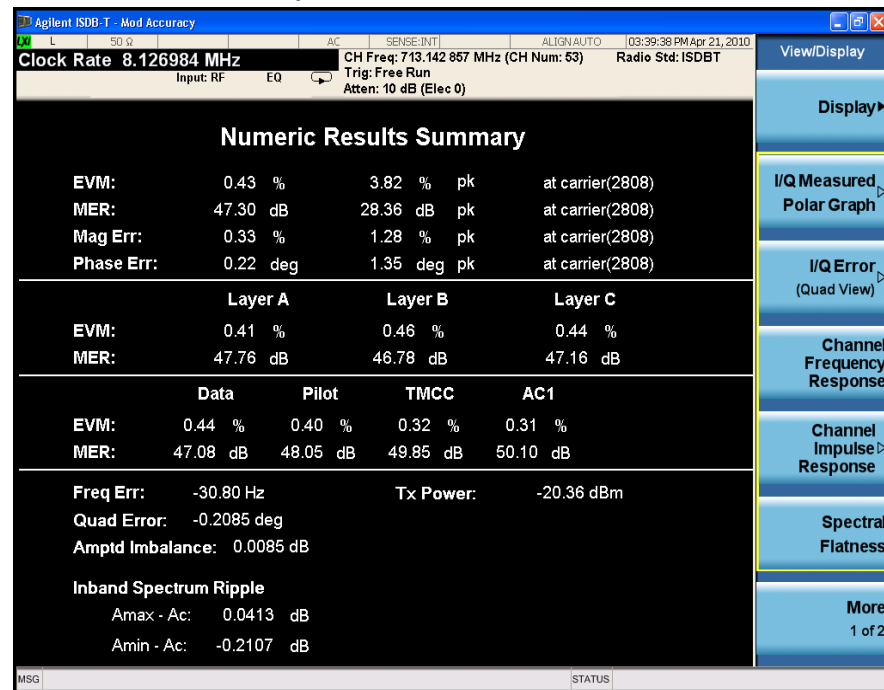 Agilent ISDB-T - Mod Accuracy
LXI L 50 Ω AC SENSE:INT ALIGN AUTO 03:39:38 PM Apr 21, 2010
Clock Rate 8.126984 MHz CH Freq: 713.142 857 MHz (CH Num: 53) Radio Std: ISDBT
Input: RF EQ Trig: Free Run
Atten: 10 dB (Elec 0)
Numeric Results Summary
EVM: 0.43 % 3.82 % pk at carrier(2808)
MER: 47.30 dB 28.36 dB pk at carrier(2808)
Mag Err: 0.33 % 1.28 % pk at carrier(2808)
Phase Err: 0.22 deg 1.35 deg pk at carrier(2808)
Layer A Layer B Layer C
EVM: 0.41 % 0.46 % 0.44 %
MER: 47.76 dB 46.78 dB 47.16 dB
Data Pilot TMCC AC1
EVM: 0.44 % 0.40 % 0.32 % 0.31 %
MER: 47.08 dB 48.05 dB 49.85 dB 50.10 dB
Freq Err: -30.80 Hz Tx Power: -20.36 dBm
Quad Error: -0.2085 deg
Amptd Imbalance: 0.0085 dB
Inband Spectrum Ripple
Amax - Ac: 0.0413 dB
Amin - Ac: -0.2107 dB
MSG STATUS
View/Display
Display
I/Q Measured
Polar Graph
I/Q Error
(Quad View)
Channel
Frequency
Response
Channel
Impulse
Response
Spectral
Flatness
More
1 of 2